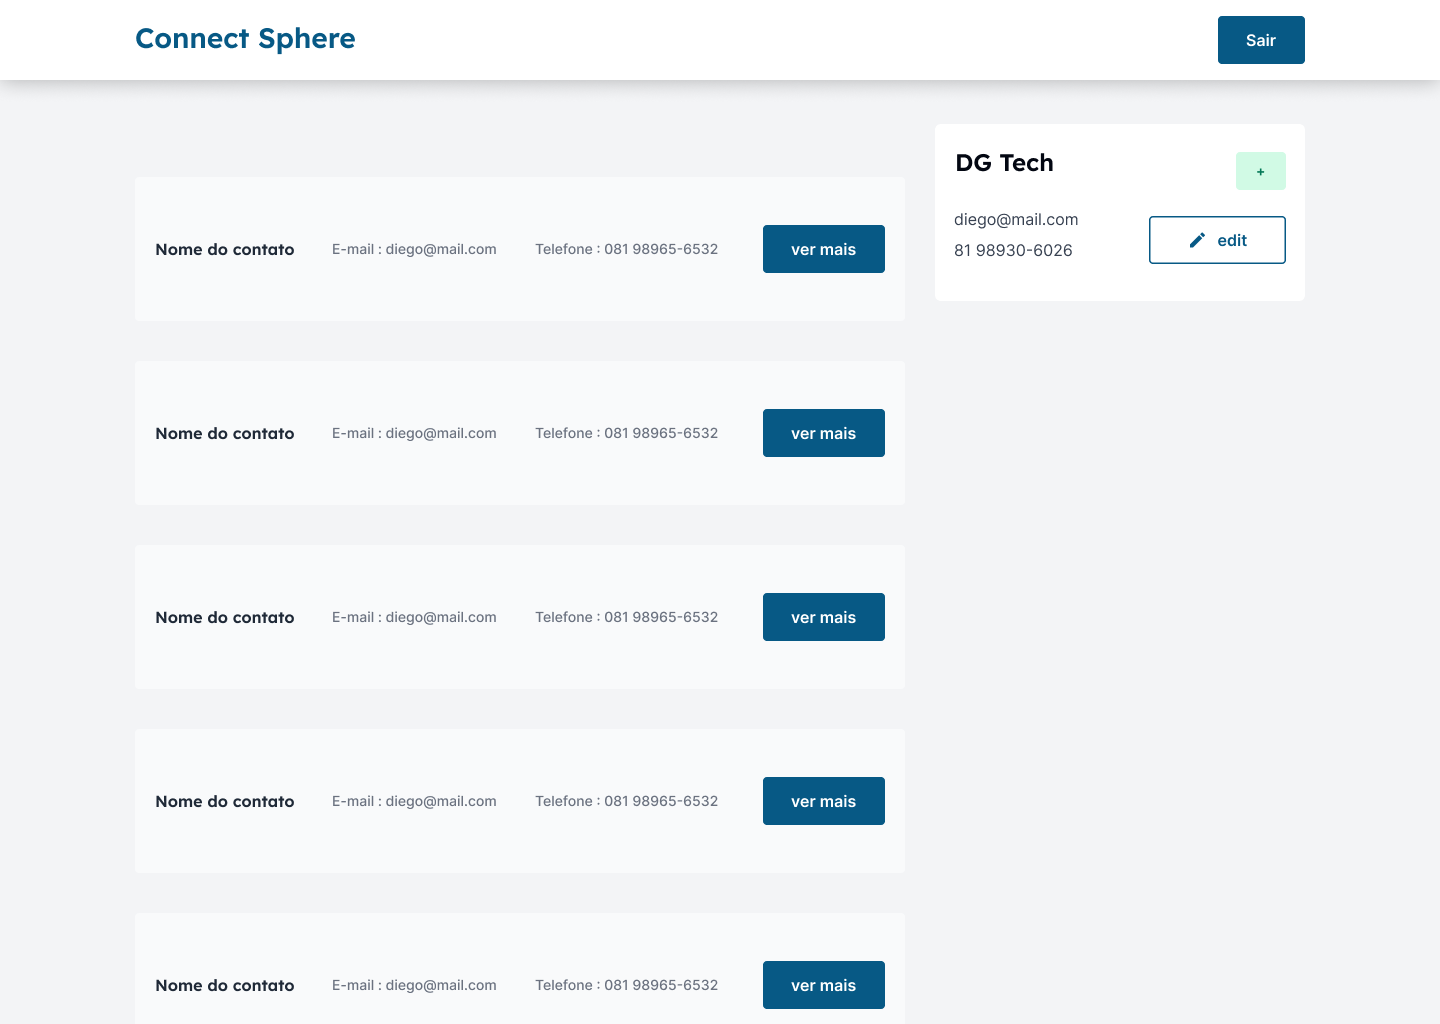 Connect Sphere
Sair
DG Tech
+
diego@mail.com
81 98930-6026
edit
Nome do contato E-mail : diego@mail.com Telefone : 081 98965-6532 ver mais
Nome do contato E-mail : diego@mail.com Telefone : 081 98965-6532 ver mais
Nome do contato E-mail : diego@mail.com Telefone : 081 98965-6532 ver mais
Nome do contato E-mail : diego@mail.com Telefone : 081 98965-6532 ver mais
Nome do contato E-mail : diego@mail.com Telefone : 081 98965-6532 ver mais